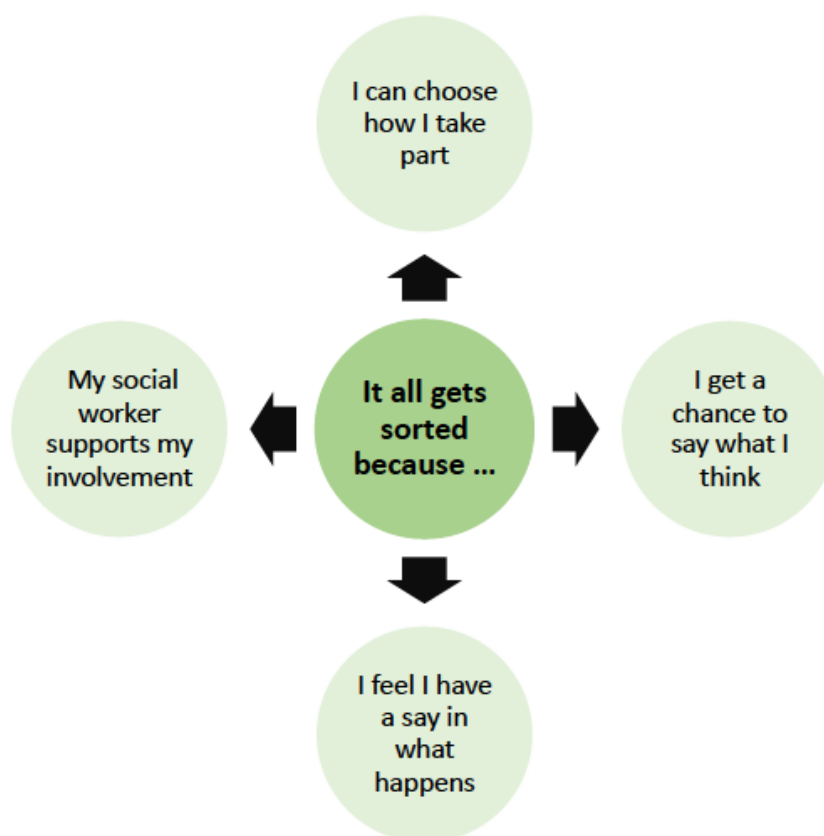 I can choose
how I take
part
My social
worker
supports my
involvement
It all gets
sorted
because ...
I get a
chance to
say what I
think
I feel I have
a say in
what
happens